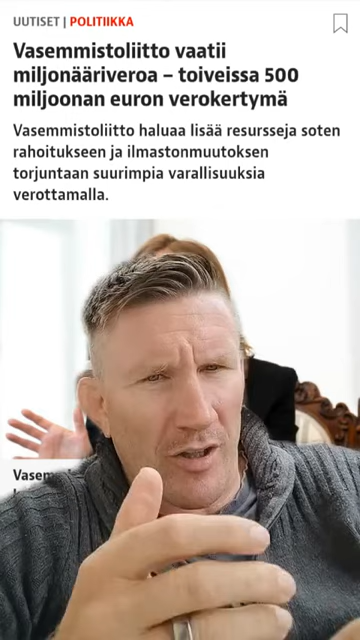 UUTISET | POLITIIKKA
Vasemmistoliitto vaatii
miljonääriveroa – toiveissa 500
miljoonan euron verokertymä
Vasemmistoliitto haluaa lisää resursseja soten
rahoitukseen ja ilmastonmuutoksen
torjuntaan suurimpia varallisuuksia
verottamalla.